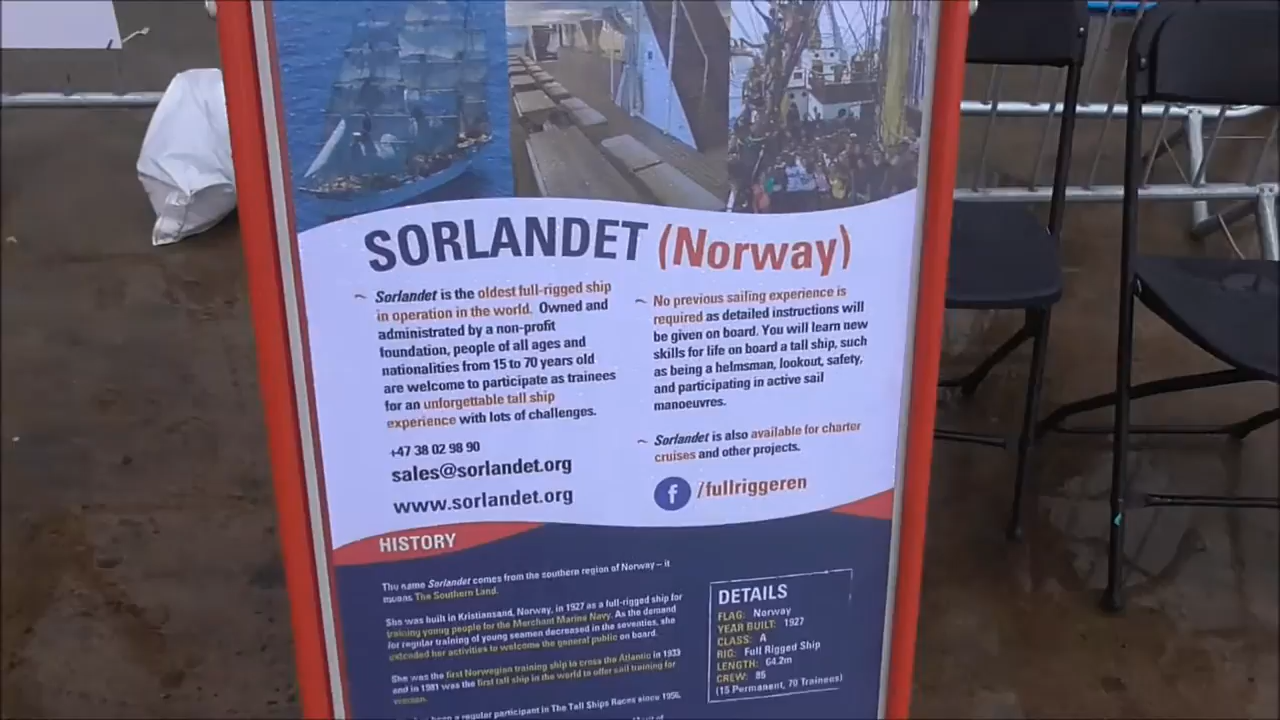 SORLANDET (Norway)
Sorlandet is the oldest full-rigged ship
in operation in the world. Owned and
administrated by a non-profit
foundation, people of all ages and
nationalities from 15 to 70 years old
are welcome to participate as trainees
for an unforgettable tall ship
experience with lots of challenges.
+47 38 02 98 90
sales@sorlandet.org
www.sorlandet.org
No previous sailing experience is
required as detailed instructions will
be given on board. You will learn new
skills for life on board a tall ship, such
as being a helmsman, lookout, safety,
and participating in active sail
manoeuvres.
Sorlandet is also available for charter
cruises and other projects.
f /fullriggeren
HISTORY
The name Sorlandet comes from the southern region of Norway – it
means The Southern Land.
She was built in Kristiansand, Norway, in 1927 as a full-rigged ship for
training young people for the Merchant Marine Navy. As the demand
for regular training of young seamen decreased in the seventies, she
extended her activities to welcome the general public on board.
She was the first Norwegian training ship to cross the Atlantic in 1933
and in 1981 was the first tall ship in the world to offer sail training for
women.
been a regular participant in The Tall Ships Races since 1956,
DETAILS
FLAG: Norway
YEAR BUILT: 1927
CLASS: A
RIG: Full Rigged Ship
LENGTH: 64.2m
CREW: 85
(15 Permanent, 70 Trainees)